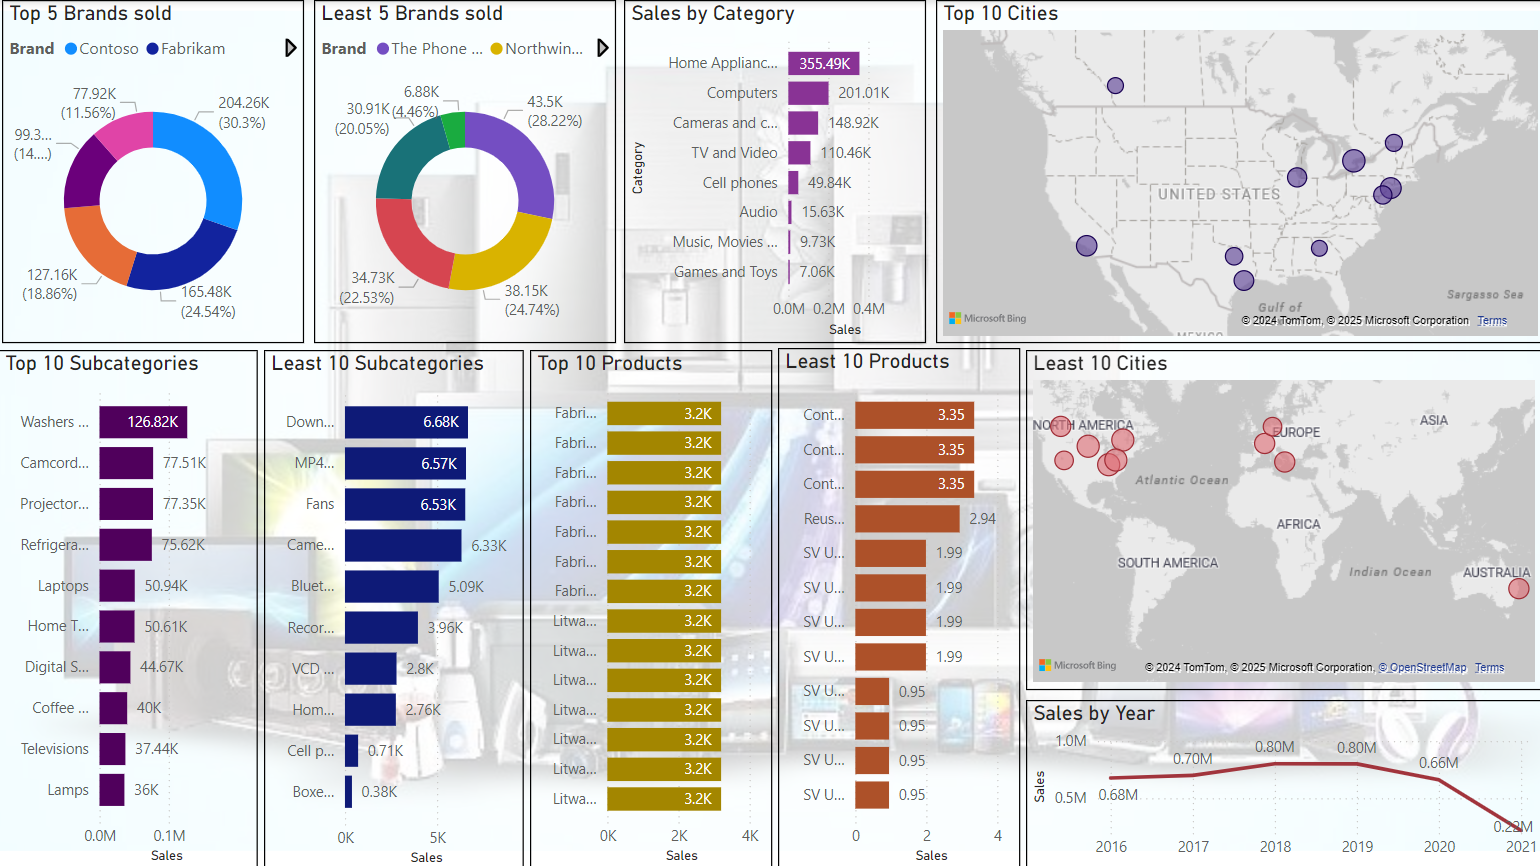 Top 5 Brands sold
Brand Contoso Fabrikam
77.92K
(11.56%)
204.26K
(30.3%)
99.3...
(14....)
127.16K
(18.86%)
165.48K
(24.54%)
Least 5 Brands sold
Brand The Phone ... Northwin...
6.88K
(4.46%)
30.91K
(20.05%)
43.5K
(28.22%)
34.73K
(22.53%)
38.15K
(24.74%)
Sales by Category
Category
Home Applianc... 355.49K
Computers 201.01K
Cameras and c... 148.92K
TV and Video 110.46K
Cell phones 49.84K
Audio 15.63K
Music, Movies ... 9.73K
Games and Toys 7.06K
0.0M 0.2M 0.4M
Sales
Top 10 Cities
UNITED STATES
Gulf of
Sargasso Sea
MEXICO
Microsoft Bing
© 2024 TomTom, © 2025 Microsoft Corporation Terms
Top 10 Subcategories
Washers ... 126.82K
Camcord... 77.51K
Projector... 77.35K
Refrigera... 75.62K
Laptops 50.94K
Home T... 50.61K
Digital S... 44.67K
Coffee ... 40K
Televisions 37.44K
Lamps 36K
0.0M 0.1M
Sales
Least 10 Subcategories
Down... 6.68K
MP4... 6.57K
Fans 6.53K
Came... 6.33K
Bluet... 5.09K
Recor... 3.96K
VCD ... 2.8K
Hom... 2.76K
Cell p... 0.71K
Boxe... 0.38K
0K 5K
Sales
Top 10 Products
Fabri... 3.2K
Fabri... 3.2K
Fabri... 3.2K
Fabri... 3.2K
Fabri... 3.2K
Fabri... 3.2K
Fabri... 3.2K
Litwa... 3.2K
Litwa... 3.2K
Litwa... 3.2K
Litwa... 3.2K
Litwa... 3.2K
Litwa... 3.2K
Litwa... 3.2K
0K 2K 4K
Sales
Least 10 Products
Cont... 3.35
Cont... 3.35
Cont... 3.35
Reus... 2.94
SV U... 1.99
SV U... 1.99
SV U... 1.99
SV U... 1.99
SV U... 0.95
SV U... 0.95
SV U... 0.95
SV U... 0.95
0 2 4
Sales
Least 10 Cities
NORTH AMERICA
EUROPE
ASIA
Atlantic Ocean
AFRICA
SOUTH AMERICA
Indian Ocean
AUSTRALIA
Microsoft Bing
© 2024 TomTom, © 2025 Microsoft Corporation, © OpenStreetMap Terms
Sales by Year
Sales
1.0M
0.5M
0.68M
0.70M
0.80M
0.80M
0.66M
0.22M
2016 2017 2018 2019 2020 2021